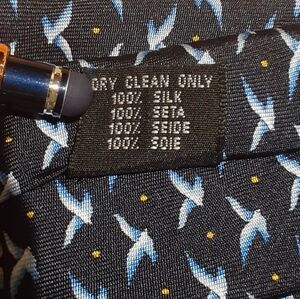 DRY CLEAN ONLY
100% SILK
100% SETA
100% SEIDE
100% SOIE